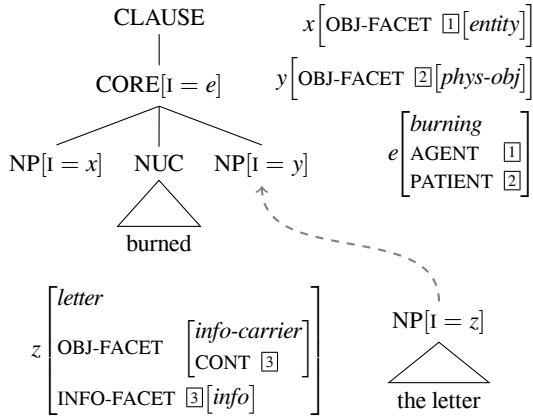 CLAUSE
CORE[I = e]
NP[I = x] NUC NP[I = y]
burned
x[OBJ-FACET 1[entity]]
y[OBJ-FACET 2[phys-obj]]
e[burning
AGENT 1
PATIENT 2]
z[letter
OBJ-FACET [info-carrier
CONT 3]
INFO-FACET 3[info]]
NP[I = z]
the letter